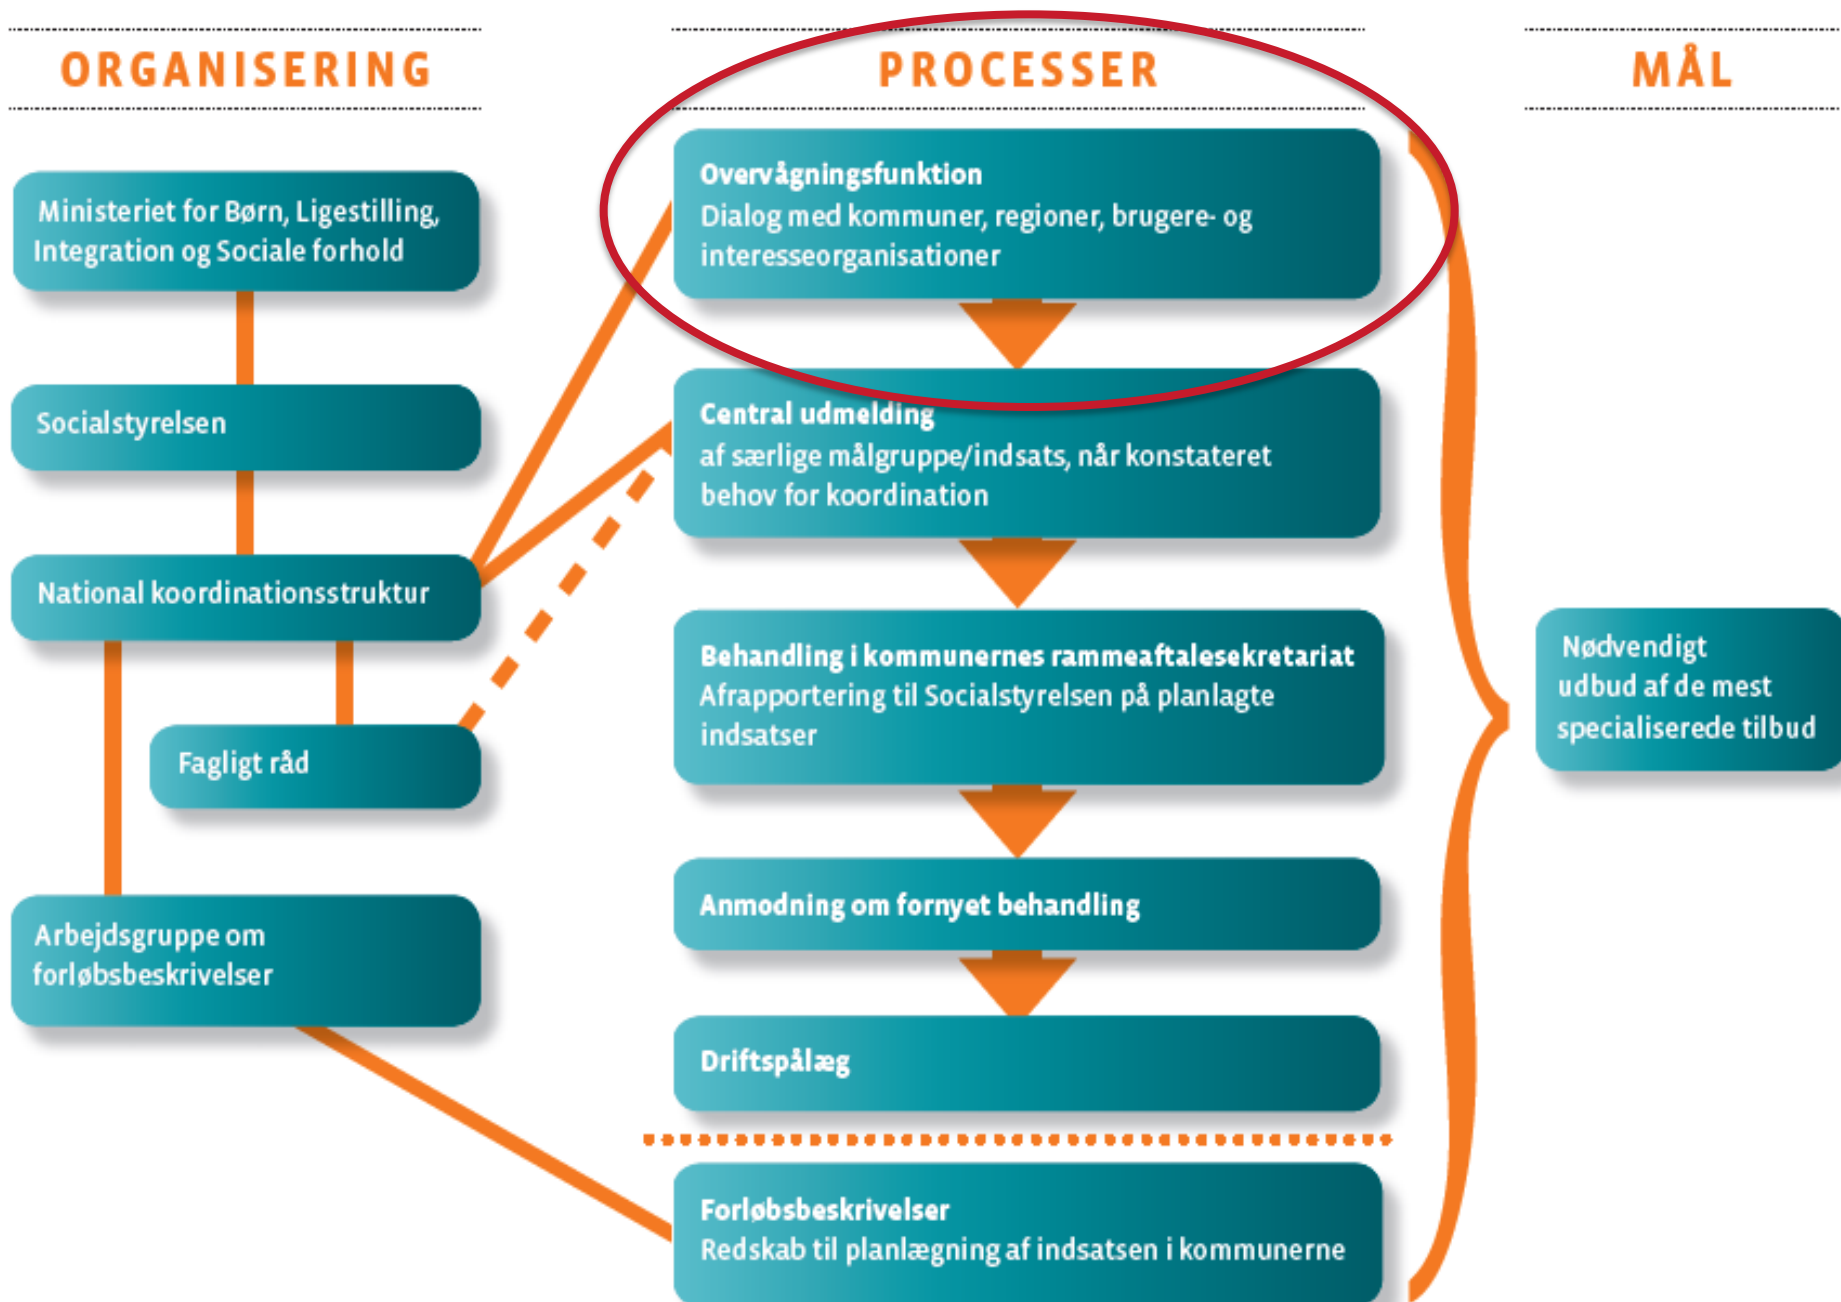 ORGANISERING
Ministeriet for Børn, Ligestilling,
Integration og Sociale forhold
Socialstyrelsen
National koordinationsstruktur
Fagligt råd
Arbejdsgruppe om
forløbsbeskrivelser
PROCESSER
Overvågningsfunktion
Dialog med kommuner, regioner, brugere- og
interesseorganisationer
Central udmelding
af særlige målgruppe/indsats, når konstateret
behov for koordination
Behandling i kommunernes rammeaftalesekretariat
Afrapportering til Socialstyrelsen på planlagte
indsatser
Anmodning om fornyet behandling
Driftspålæg
Forløbsbeskrivelser
Redskab til planlægning af indsatsen i kommunerne
MÅL
Nødvendigt
udbud af de mest
specialiserede tilbud